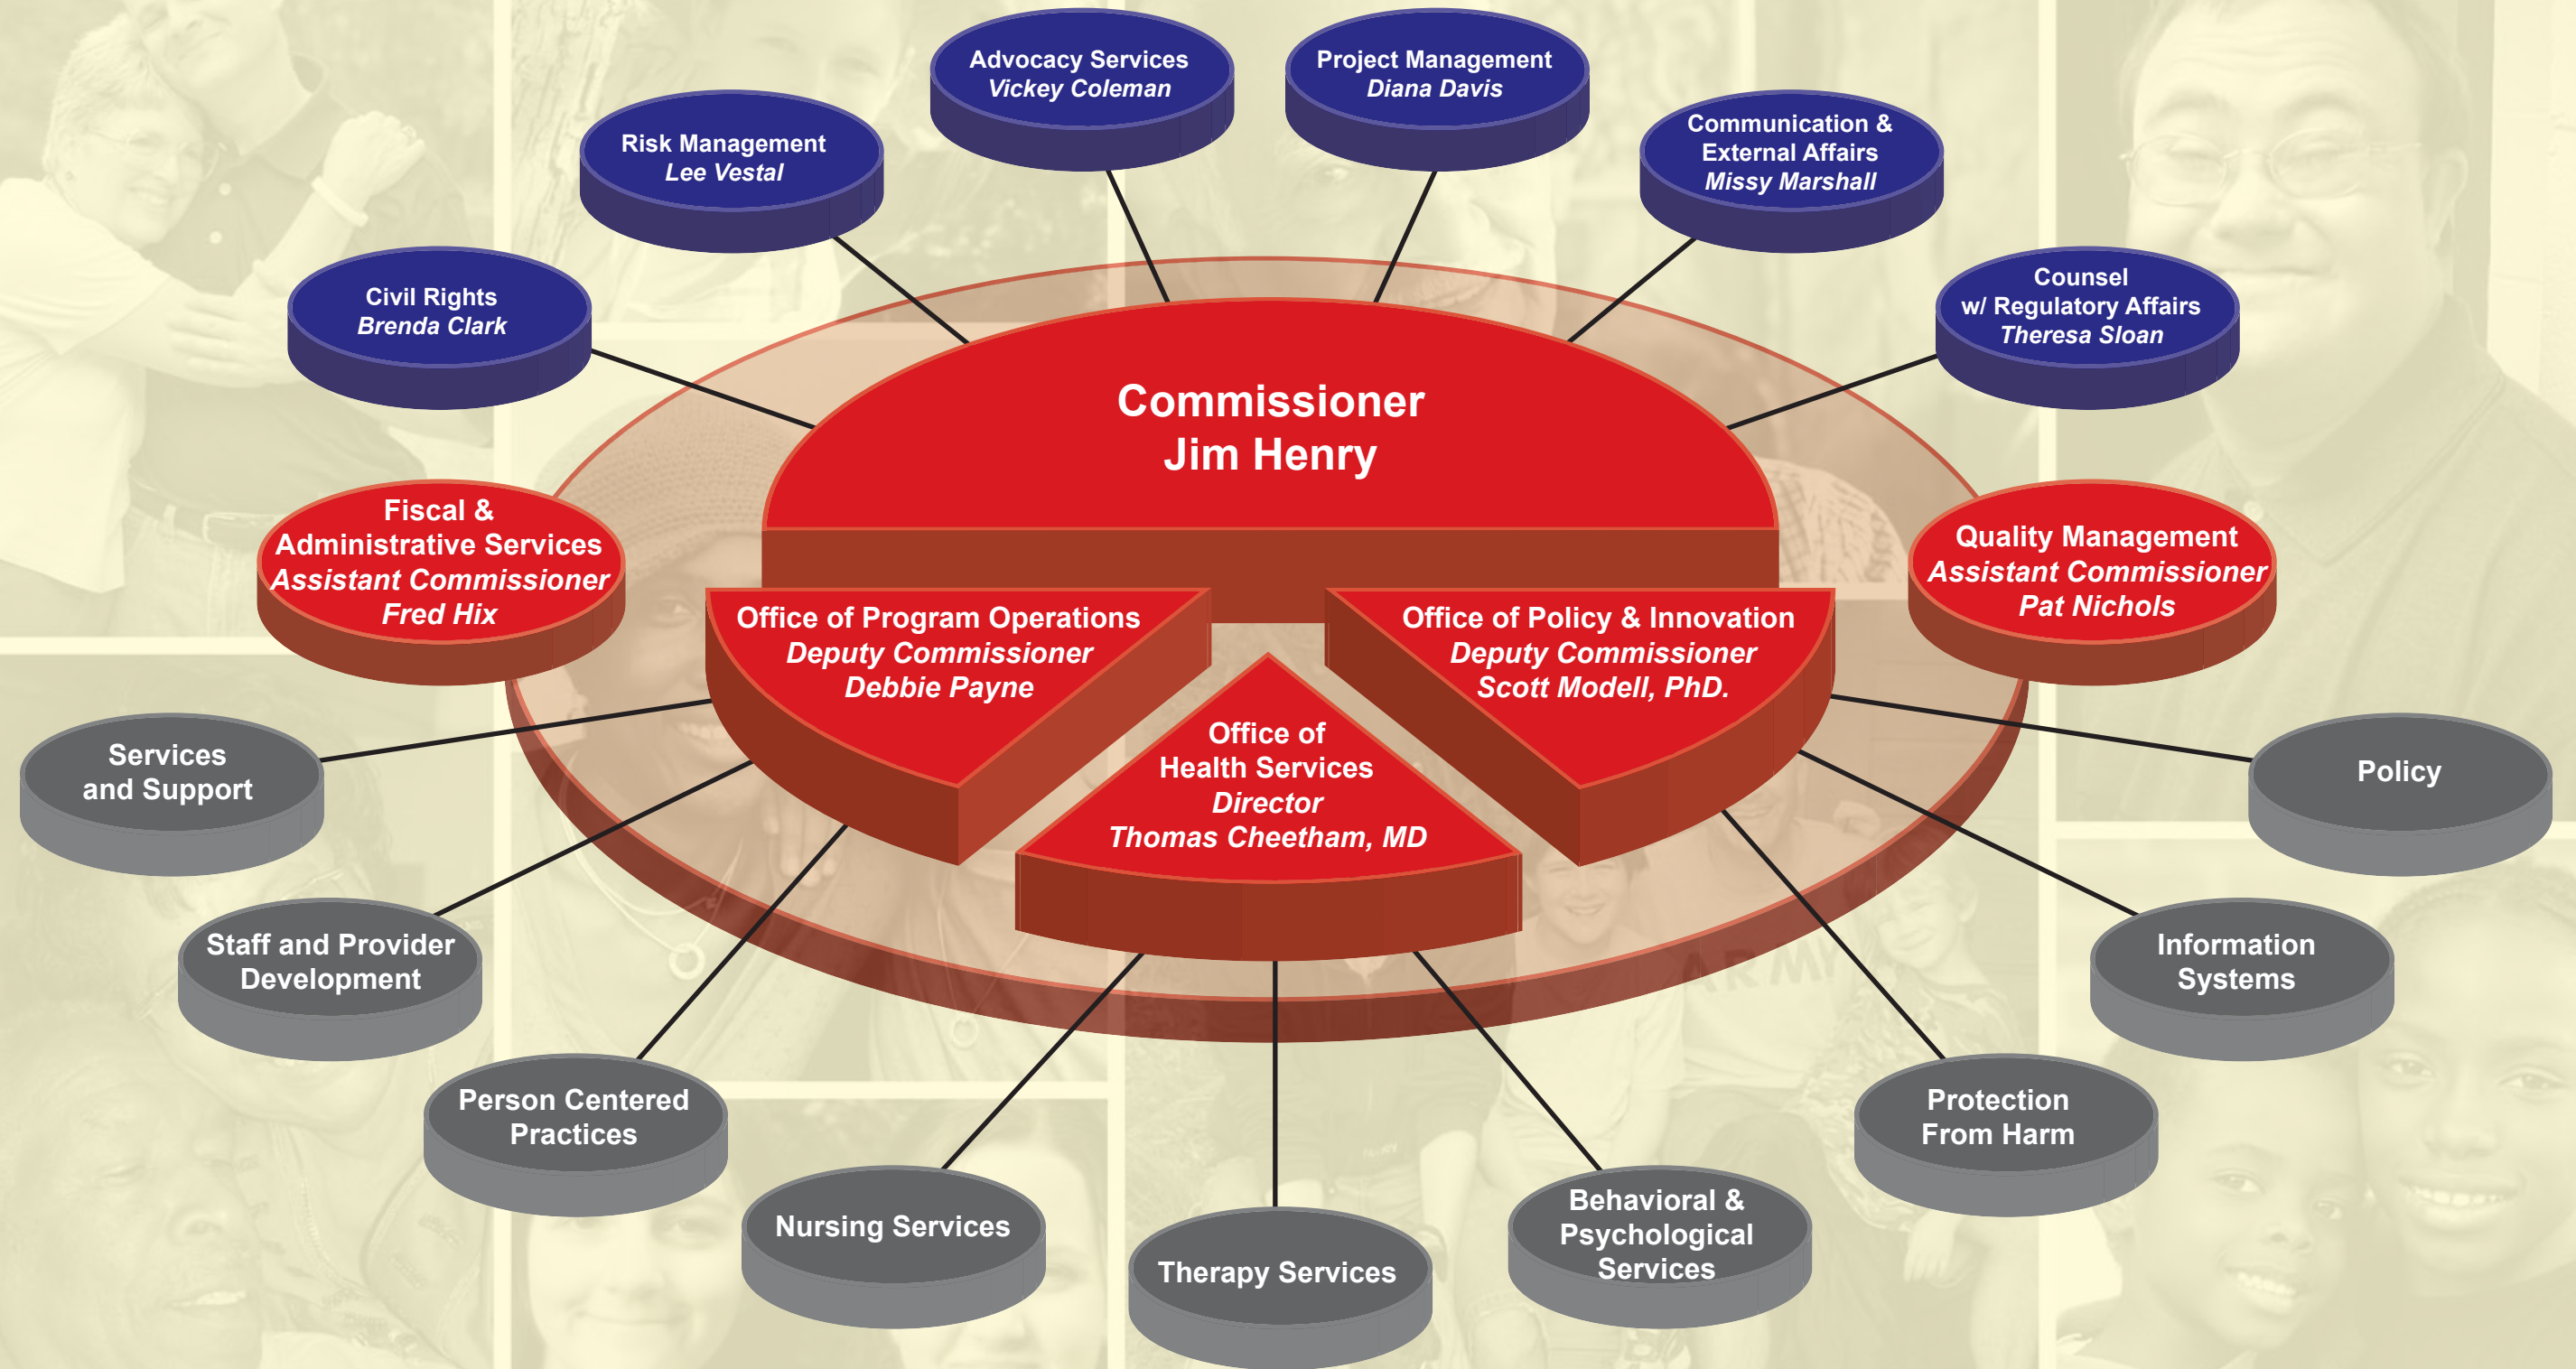 Advocacy Services
Vickey Coleman
Project Management
Diana Davis
Risk Management
Lee Vestal
Communication &
External Affairs
Missy Marshall
Civil Rights
Brenda Clark
Counsel
w/ Regulatory Affairs
Theresa Sloan
Commissioner
Jim Henry
Fiscal &
Administrative Services
Assistant Commissioner
Fred Hix
Quality Management
Assistant Commissioner
Pat Nichols
Office of Program Operations
Deputy Commissioner
Debbie Payne
Office of Policy & Innovation
Deputy Commissioner
Scott Modell, PhD.
Office of
Health Services
Director
Thomas Cheetham, MD
Services
and Support
Policy
Staff and Provider
Development
Information
Systems
Person Centered
Practices
Protection
From Harm
Nursing Services
Therapy Services
Behavioral &
Psychological
Services
ARMY